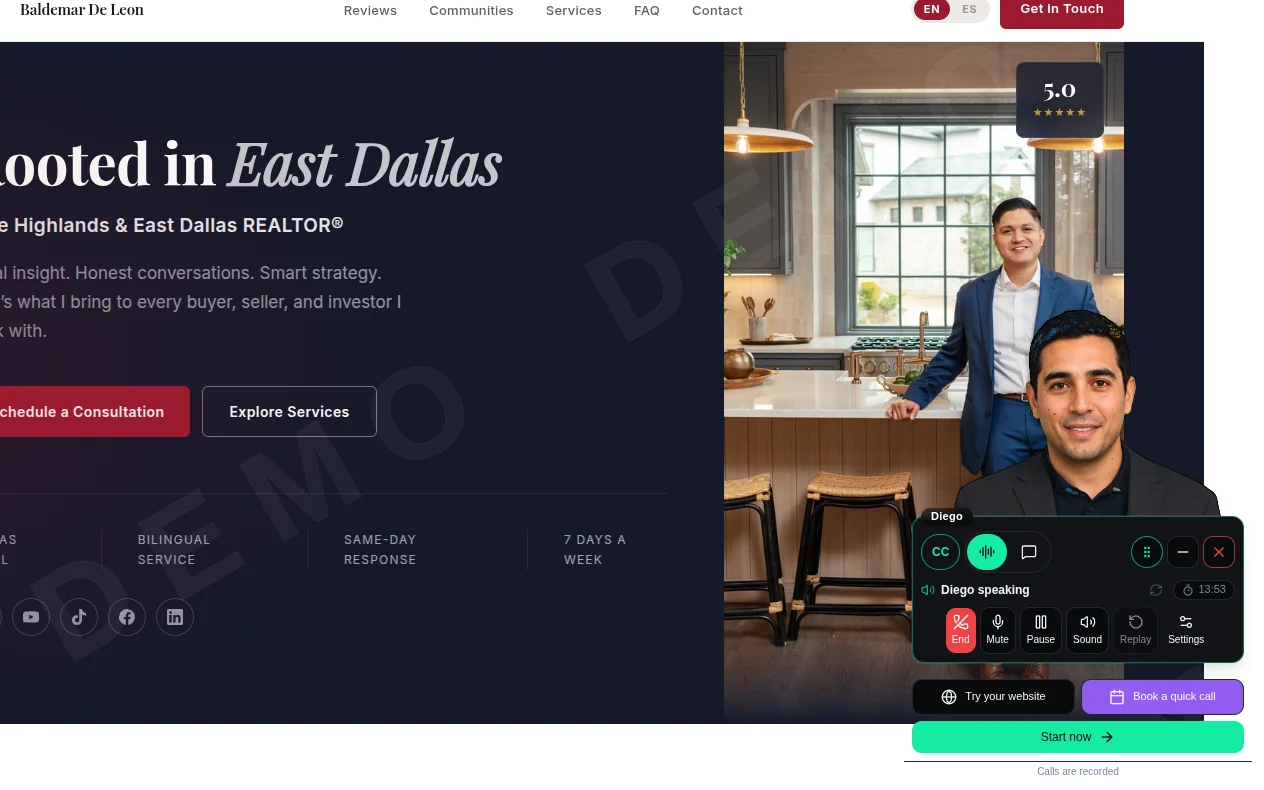 Baldemar De Leon
Reviews
Communities
Services
FAQ
Contact
EN
ES
Get In Touch
5.0
★★★★★
ooted in East Dallas
e Highlands & East Dallas REALTOR®
al insight. Honest conversations. Smart strategy.
's what I bring to every buyer, seller, and investor I
k with.
chedule a Consultation
Explore Services
DEMO
DE
AS
L
BILINGUAL
SERVICE
SAME-DAY
RESPONSE
7 DAYS A
WEEK
Diego
CC
Diego speaking
13:53
End
Mute
Pause
Sound
Replay
Settings
Try your website
Book a quick call
Start now
Calls are recorded